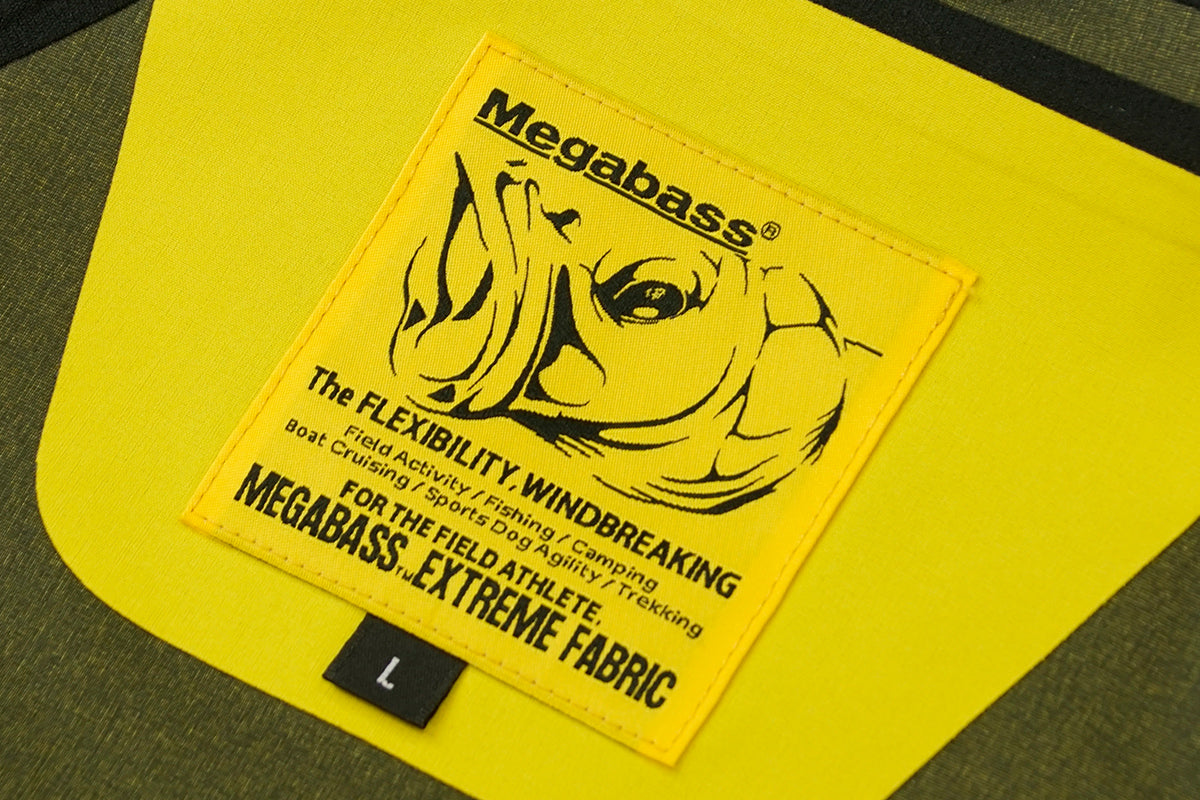 Megabass®
The FLEXIBILITY, WINDBREAKING
Field Activity / Fishing / Camping
Boat Cruising / Sports Dog Agility / Trekking
FOR THE FIELD ATHLETE,
MEGABASS™ EXTREME FABRIC
L